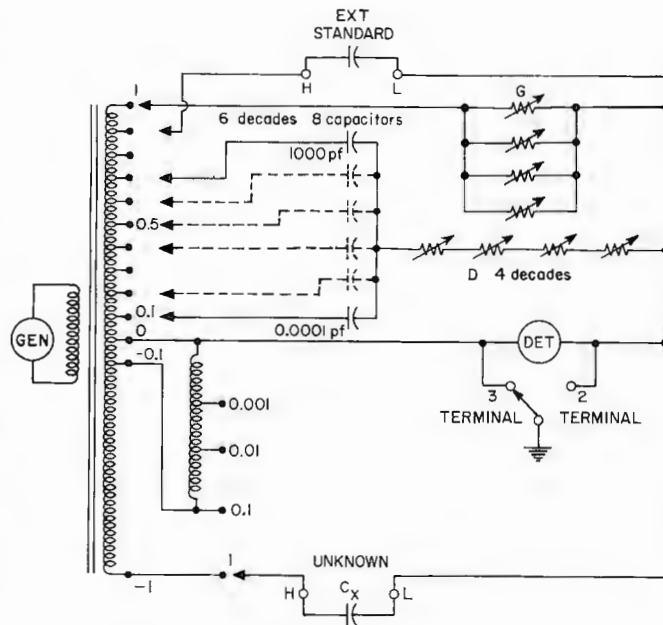 EXT
STANDARD
H
L
1
G
6 decades 8 capacitors
1000 pf
0.5
D 4 decades
0.1
0.0001 pf
0
GEN
DET
-0.1
3
2
TERMINAL
TERMINAL
0.001
0.01
0.1
UNKNOWN
1
-1
H
Cx
L